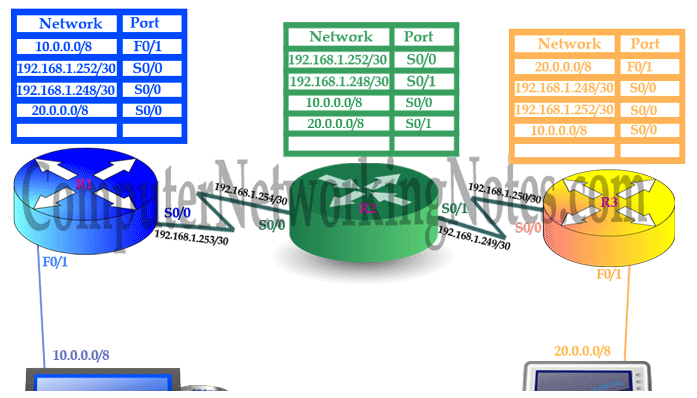 Network Port
10.0.0.0/8 F0/1
192.168.1.252/30 S0/0
192.168.1.248/30 S0/0
20.0.0.0/8 S0/0
Network Port
192.168.1.252/30 S0/0
192.168.1.248/30 S0/1
10.0.0.0/8 S0/0
20.0.0.0/8 S0/1
Network Port
20.0.0.0/8 F0/1
192.168.1.248/30 S0/0
192.168.1.252/30 S0/0
10.0.0.0/8 S0/0
ComputerNetworkingNotes.com
R1
S0/0
192.168.1.254/30
192.168.1.253/30
S0/0
R2
S0/1
192.168.1.250/30
192.168.1.249/30
S0/0
R3
F0/1
F0/1
10.0.0.0/8
20.0.0.0/8